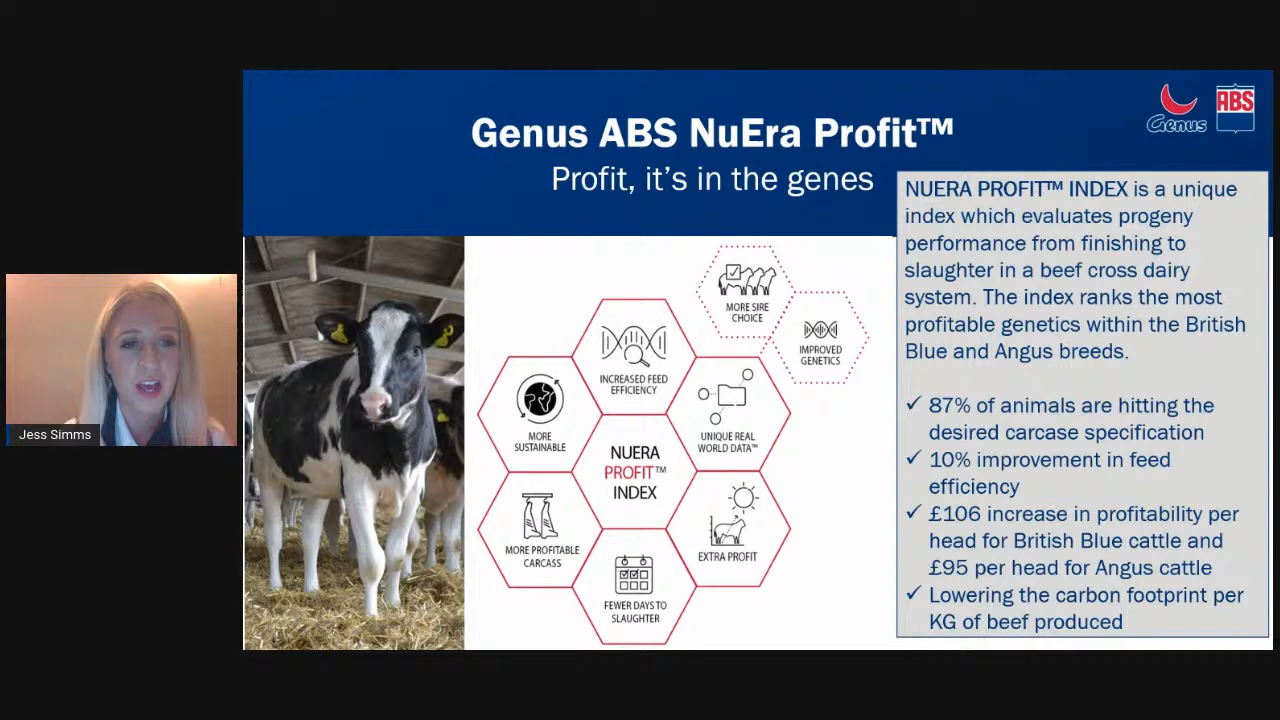 Genus ABS NuEra Profit™
Profit, it's in the genes
Genus
ABS
NUERA PROFIT™ INDEX is a unique
index which evaluates progeny
performance from finishing to
slaughter in a beef cross dairy
system. The index ranks the most
profitable genetics within the British
Blue and Angus breeds.
✓ 87% of animals are hitting the
desired carcase specification
✓ 10% improvement in feed
efficiency
✓ £106 increase in profitability per
head for British Blue cattle and
£95 per head for Angus cattle
✓ Lowering the carbon footprint per
KG of beef produced
MORE SIRE
CHOICE
IMPROVED
GENETICS
INCREASED FEED
EFFICIENCY
MORE
SUSTAINABLE
UNIQUE REAL
WORLD DATA™
NUERA
PROFIT™
INDEX
MORE PROFITABLE
CARCASS
EXTRA PROFIT
FEWER DAYS TO
SLAUGHTER
Jess Simms